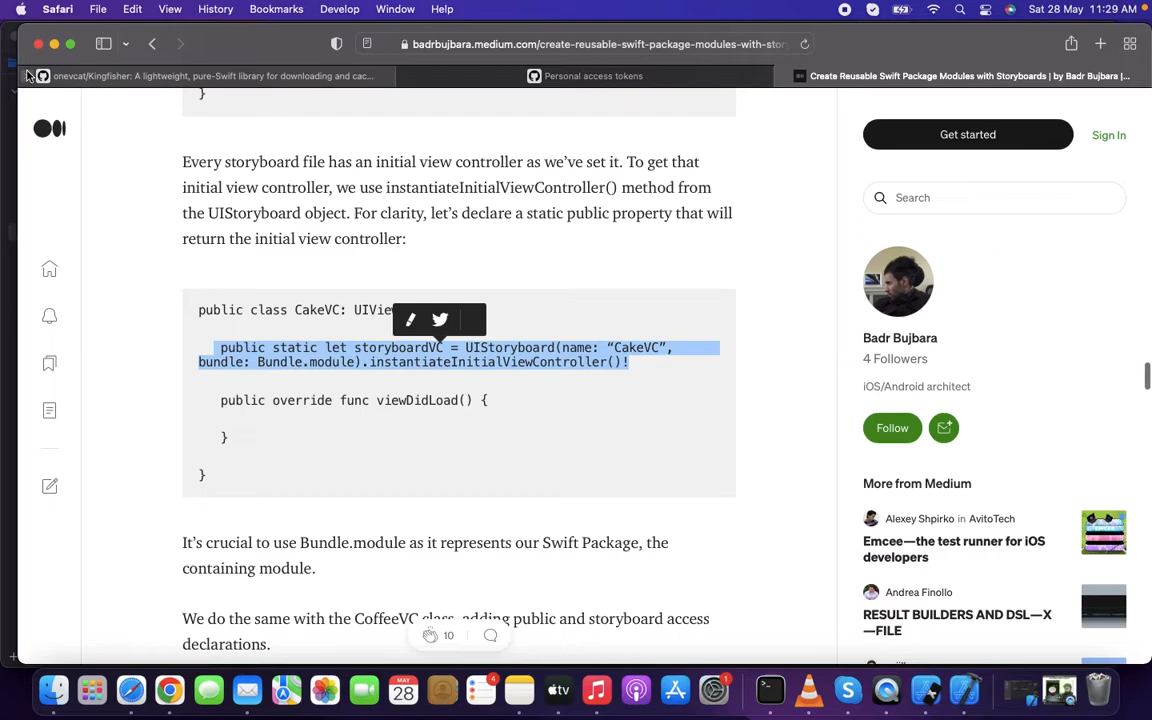 Safari File Edit View History Bookmarks Develop Window Help Sat 28 May 11:29 AM
badrbujbara.medium.com/create-reusable-swift-package-modules-with-stor
onevcat/Kingfisher: A lightweight, pure-Swift library for downloading and cac... Personal access tokens Create Reusable Swift Package Modules with Storyboards | by Badr Bujbara |...
}
Every storyboard file has an initial view controller as we’ve set it. To get that
initial view controller, we use instantiateInitialViewController() method from
the UIStoryboard object. For clarity, let’s declare a static public property that will
return the initial view controller:
public class CakeVC: UIVie
public static let storyboardVC = UIStoryboard(name: “CakeVC”,
bundle: Bundle.module).instantiateInitialViewController()!
public override func viewDidLoad() {
}
}
It’s crucial to use Bundle.module as it represents our Swift Package, the
containing module.
We do the same with the CoffeeVC class, adding public and storyboard access
declarations.
10
Get started Sign In
Search
Badr Bujbara
4 Followers
iOS/Android architect
Follow
More from Medium
Alexey Shpirko in AvitoTech
Emcee—the test runner for iOS
developers
Andrea Finollo
RESULT BUILDERS AND DSL—X
—FILE
MAY
28
4
tv
1